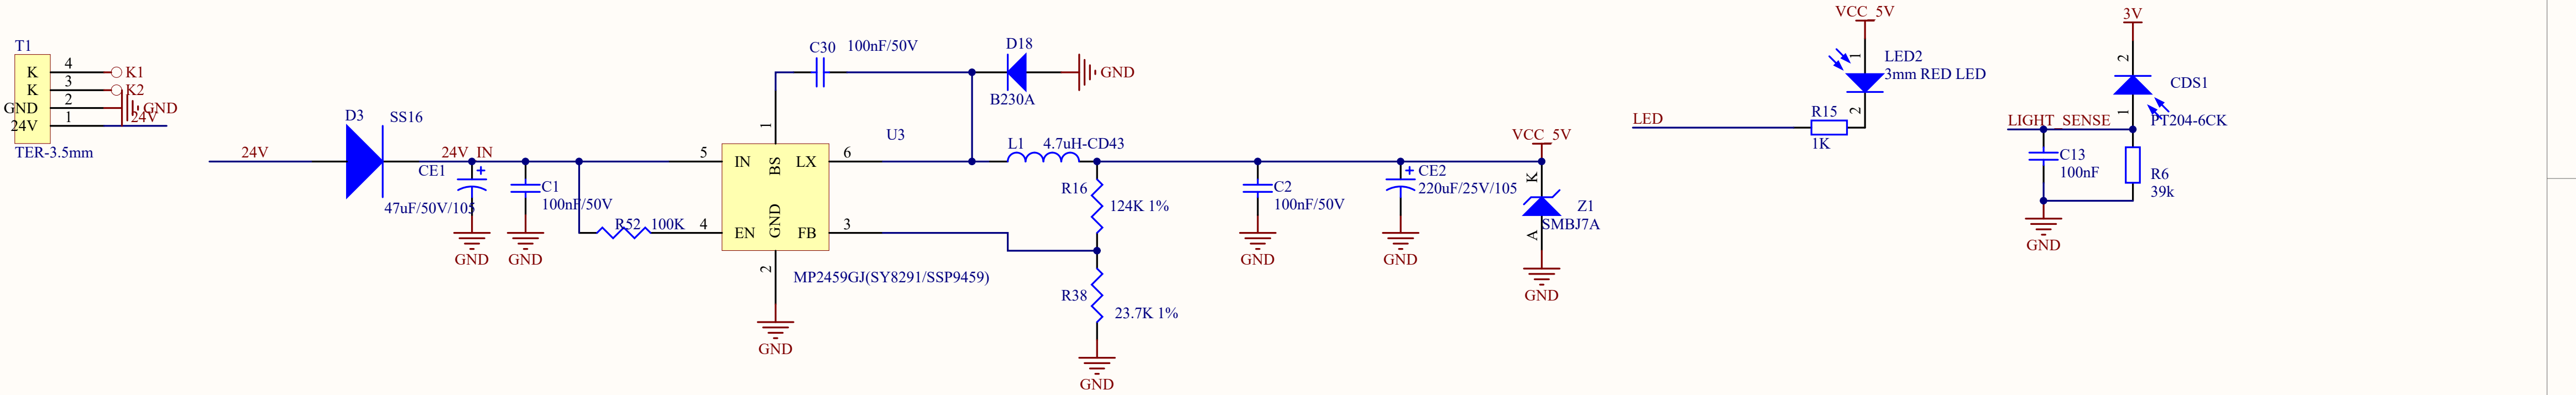 T1
K 4 K1
K 3 K2
GND 2 GND
24V 1 24V
TER-3.5mm
24V
D3 SS16
24V_IN
CE1 +
47uF/50V/105
GND
C1
100nF/50V
GND
R52 100K
C30 100nF/50V
D18
B230A
GND
U3
1
5 IN BS LX 6
4 EN GND FB 3
2
MP2459GJ(SY8291/SSP9459)
GND
L1 4.7uH-CD43
R16
124K 1%
R38
23.7K 1%
GND
C2
100nF/50V
GND
+ CE2
220uF/25V/105
GND
VCC_5V
K
Z1
SMBJ7A
A
GND
LED
R15
1K
VCC_5V
1
LED2
3mm RED LED
2
3V
2
CDS1
1
PT204-6CK
LIGHT_SENSE
C13
100nF
R6
39k
GND